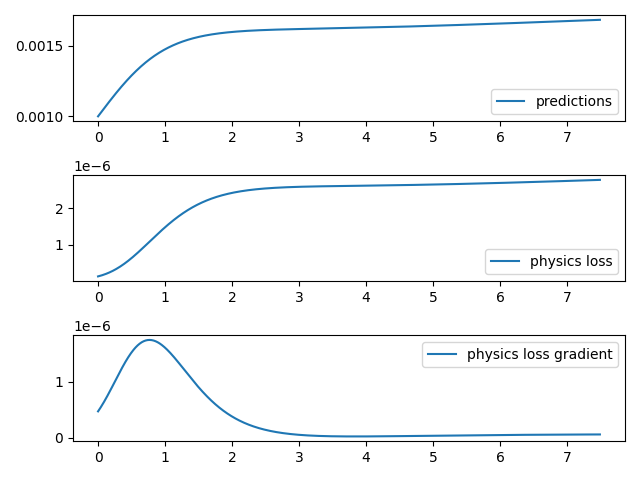 0.0015
0.0010
predictions
0 1 2 3 4 5 6 7
1e−6
2
1
physics loss
0 1 2 3 4 5 6 7
1e−6
physics loss gradient
1
0
0 1 2 3 4 5 6 7